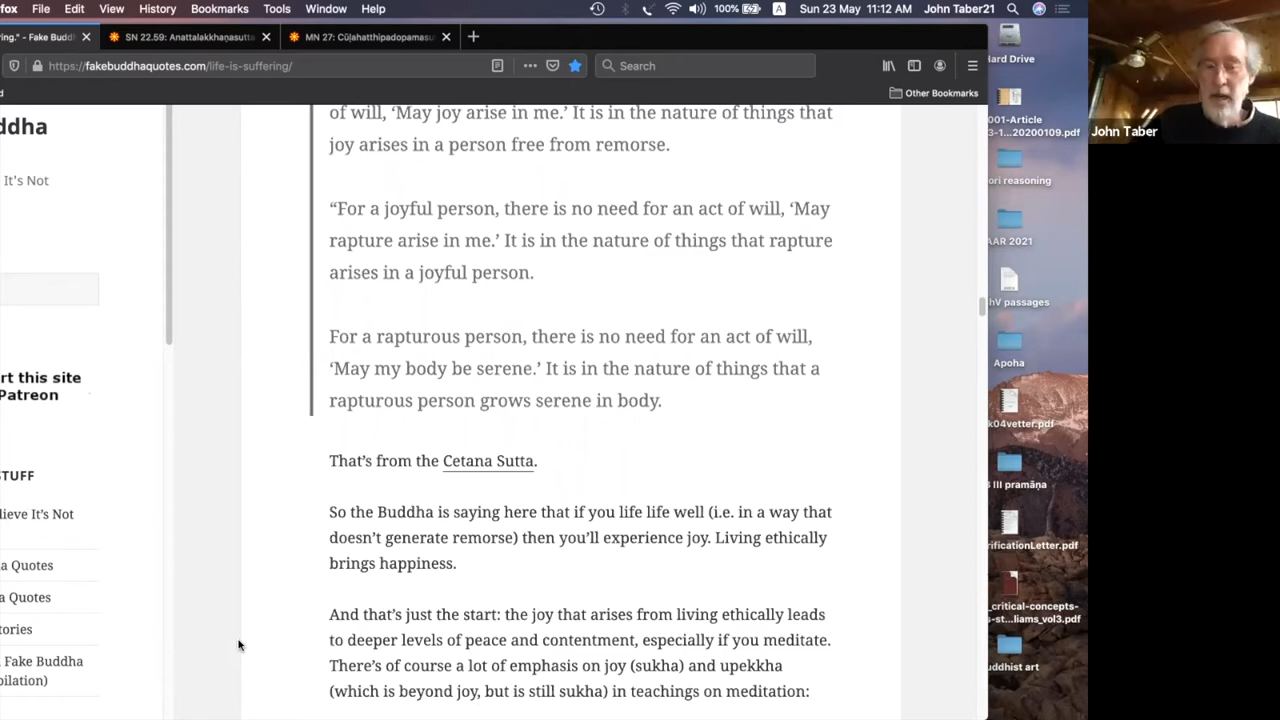 fox File Edit View History Bookmarks Tools Window Help 100% A Sun 23 May 11:12 AM John Taber21
ring." - Fake Budd × SN 22.59: Anattalakkhaṇasutta × MN 27: Cūḷahatthipadopamasu × +
https://fakebuddhaquotes.com/life-is-suffering/ Search
Other Bookmarks
ddha
It's Not
rt this site
Patreon
STUFF
lieve It's Not
a Quotes
a Quotes
tories
Fake Buddha
pilation)
of will, ‘May joy arise in me.’ It is in the nature of things that
joy arises in a person free from remorse.
“For a joyful person, there is no need for an act of will, ‘May
rapture arise in me.’ It is in the nature of things that rapture
arises in a joyful person.
For a rapturous person, there is no need for an act of will,
‘May my body be serene.’ It is in the nature of things that a
rapturous person grows serene in body.
That’s from the Cetana Sutta.
So the Buddha is saying here that if you life life well (i.e. in a way that
doesn’t generate remorse) then you’ll experience joy. Living ethically
brings happiness.
And that’s just the start: the joy that arises from living ethically leads
to deeper levels of peace and contentment, especially if you meditate.
There’s of course a lot of emphasis on joy (sukha) and upekkha
(which is beyond joy, but is still sukha) in teachings on meditation:
Hard Drive
001-Article
3-1...20200109.pdf
ori reasoning
AAR 2021
hV passages
Apoha
k04vetter.pdf
III pramāṇa
rificationLetter.pdf
_critical-concepts-
s-st...liams_vol3.pdf
uddhist art
John Taber